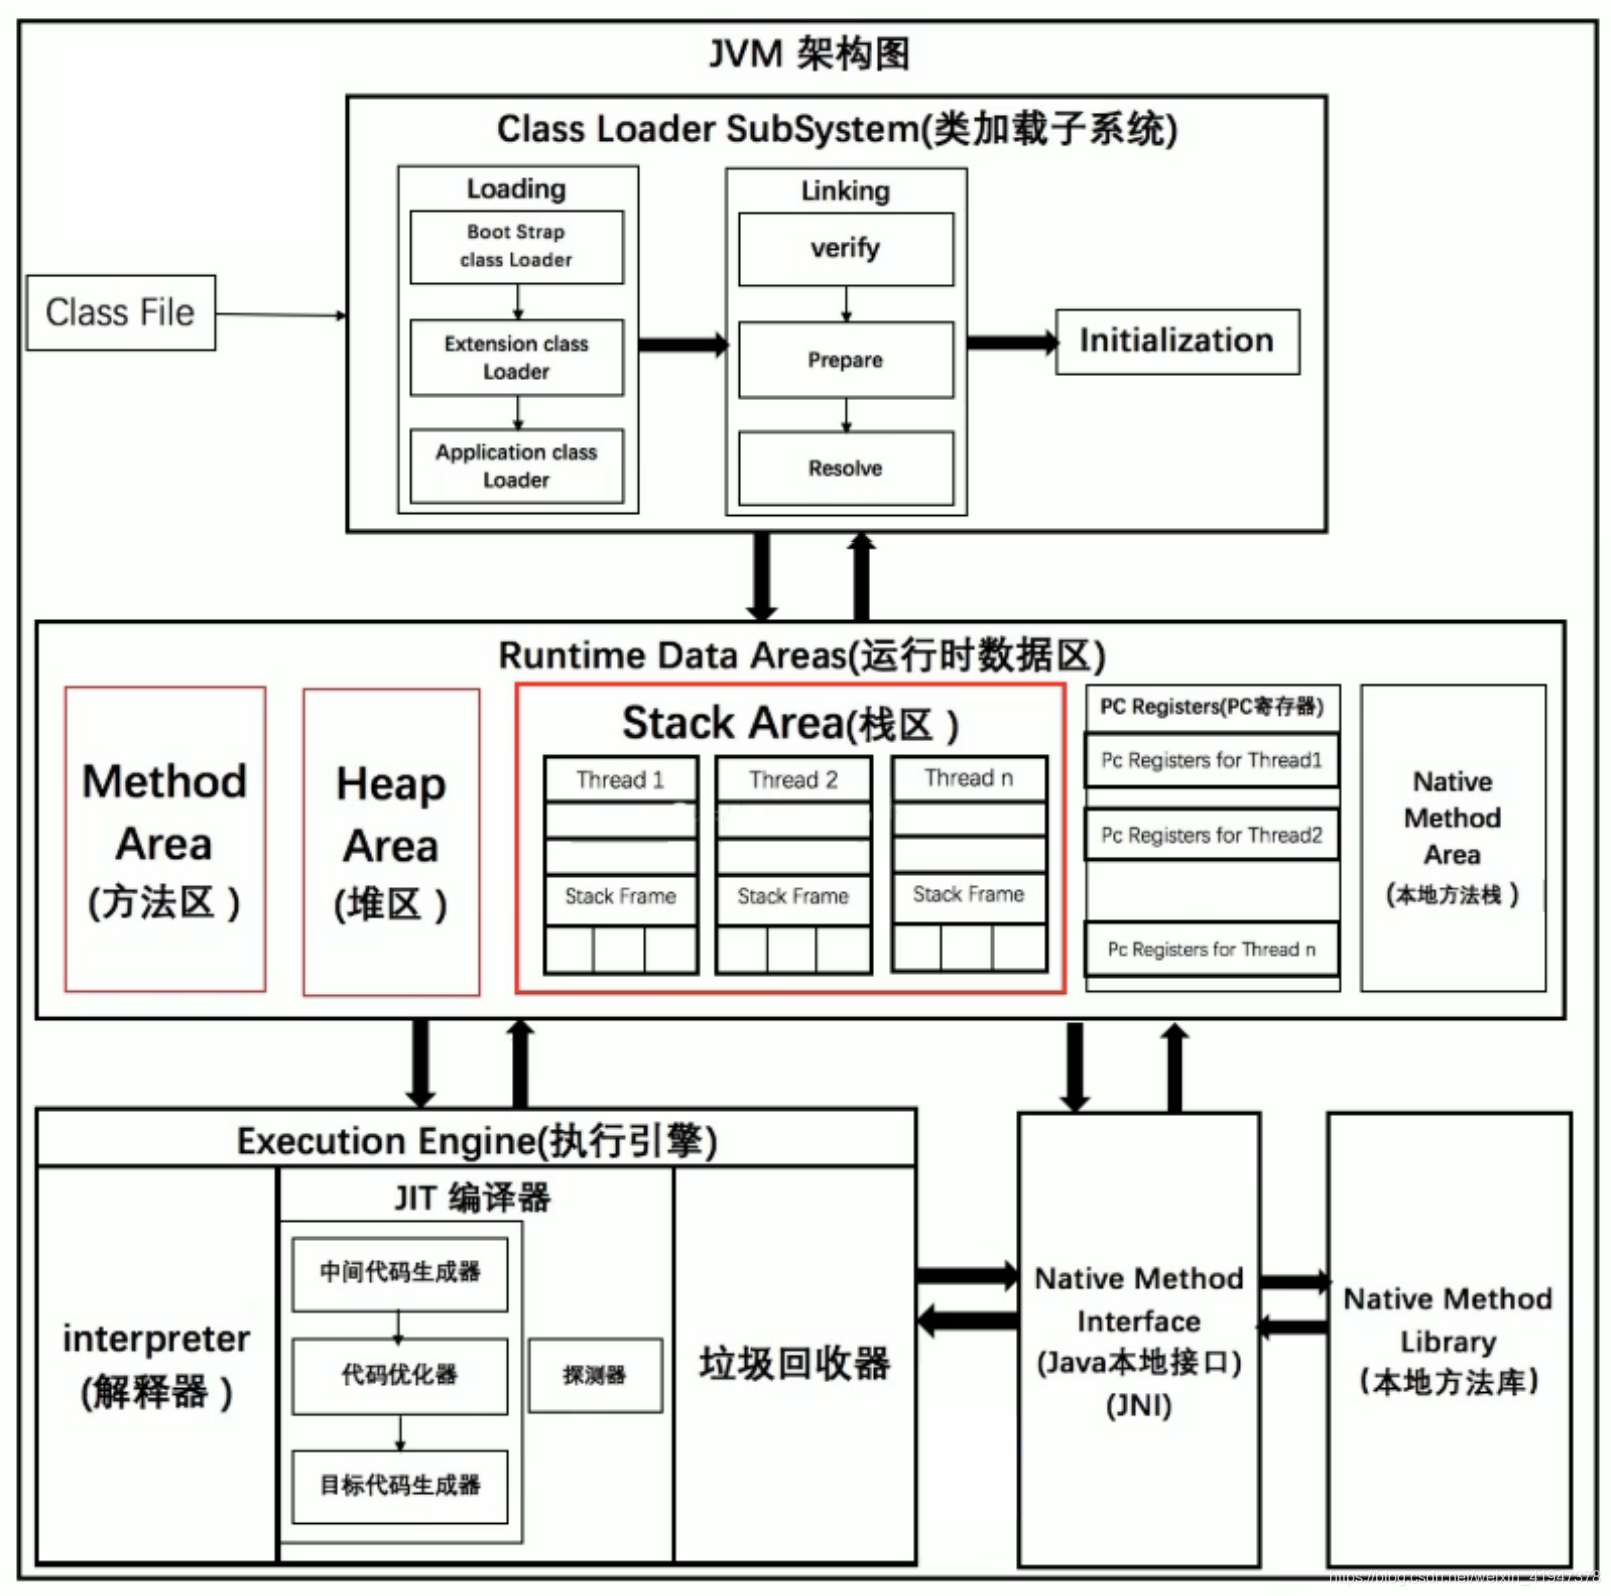 JVM 架构图
Class Loader SubSystem(类加载子系统)
Loading
Boot Strap
class Loader
Extension class
Loader
Application class
Loader
Linking
verify
Prepare
Resolve
Initialization
Class File
Runtime Data Areas(运行时数据区)
Method
Area
(方法区 )
Heap
Area
(堆区 )
Stack Area(栈区 )
Thread 1
Stack Frame
Thread 2
Stack Frame
Thread n
Stack Frame
PC Registers(PC寄存器)
Pc Registers for Thread1
Pc Registers for Thread2
Pc Registers for Thread n
Native
Method
Area
(本地方法栈 )
Execution Engine(执行引擎)
interpreter
(解释器 )
JIT 编译器
中间代码生成器
代码优化器
目标代码生成器
探测器
垃圾回收器
Native Method
Interface
(Java本地接口)
(JNI)
Native Method
Library
(本地方法库)